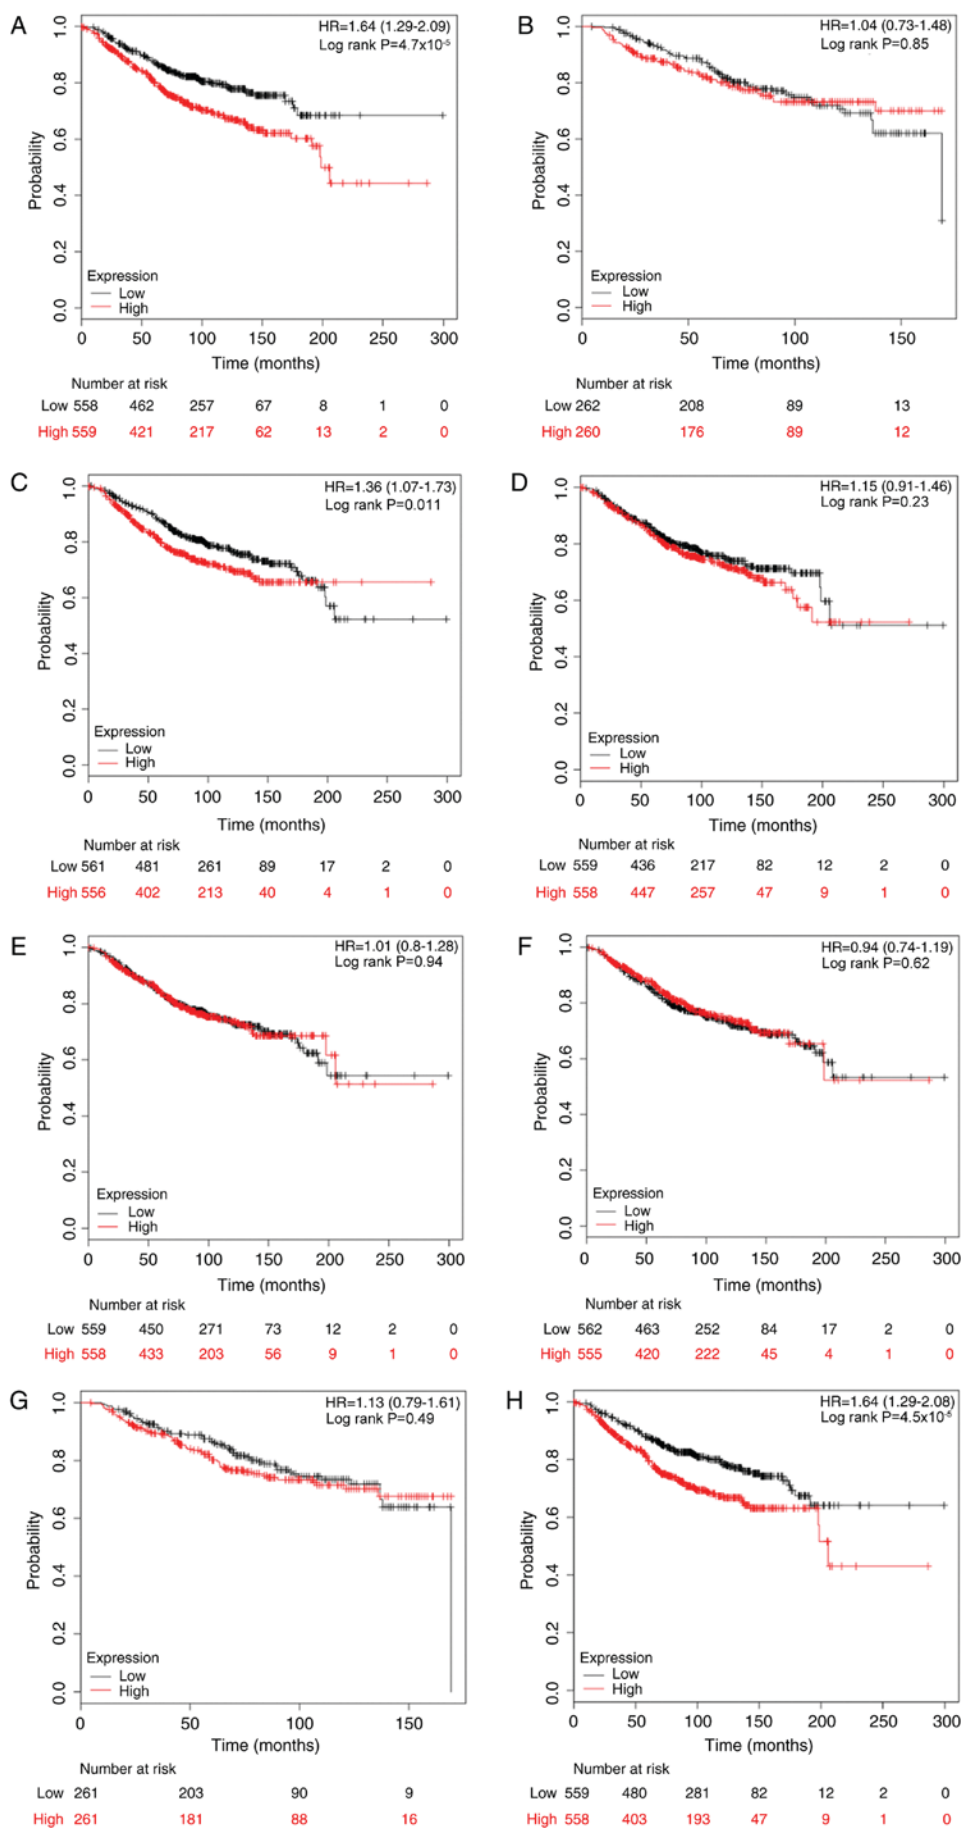 A
HR=1.64 (1.29-2.09)
Log rank P=4.7x10-5
1.0
0.8
0.6
0.4
0.2
0.0
Probability
Expression
Low
High
0 50 100 150 200 250 300
Time (months)
Number at risk
Low 558 462 257 67 8 1 0
High 559 421 217 62 13 2 0
B
HR=1.04 (0.73-1.48)
Log rank P=0.85
1.0
0.8
0.6
0.4
0.2
0.0
Probability
Expression
Low
High
0 50 100 150
Time (months)
Number at risk
Low 262 208 89 13
High 260 176 89 12
C
HR=1.36 (1.07-1.73)
Log rank P=0.011
1.0
0.8
0.6
0.4
0.2
0.0
Probability
Expression
Low
High
0 50 100 150 200 250 300
Time (months)
Number at risk
Low 561 481 261 89 17 2 0
High 556 402 213 40 4 1 0
D
HR=1.15 (0.91-1.46)
Log rank P=0.23
1.0
0.8
0.6
0.4
0.2
0.0
Probability
Expression
Low
High
0 50 100 150 200 250 300
Time (months)
Number at risk
Low 559 436 217 82 12 2 0
High 558 447 257 47 9 1 0
E
HR=1.01 (0.8-1.28)
Log rank P=0.94
1.0
0.8
0.6
0.4
0.2
0.0
Probability
Expression
Low
High
0 50 100 150 200 250 300
Time (months)
Number at risk
Low 559 450 271 73 12 2 0
High 558 433 203 56 9 1 0
F
HR=0.94 (0.74-1.19)
Log rank P=0.62
1.0
0.8
0.6
0.4
0.2
0.0
Probability
Expression
Low
High
0 50 100 150 200 250 300
Time (months)
Number at risk
Low 562 463 252 84 17 2 0
High 555 420 222 45 4 1 0
G
HR=1.13 (0.79-1.61)
Log rank P=0.49
1.0
0.8
0.6
0.4
0.2
0.0
Probability
Expression
Low
High
0 50 100 150
Time (months)
Number at risk
Low 261 203 90 9
High 261 181 88 16
H
HR=1.64 (1.29-2.08)
Log rank P=4.5x10-5
1.0
0.8
0.6
0.4
0.2
0.0
Probability
Expression
Low
High
0 50 100 150 200 250 300
Time (months)
Number at risk
Low 559 480 281 82 12 2 0
High 558 403 193 47 9 1 0